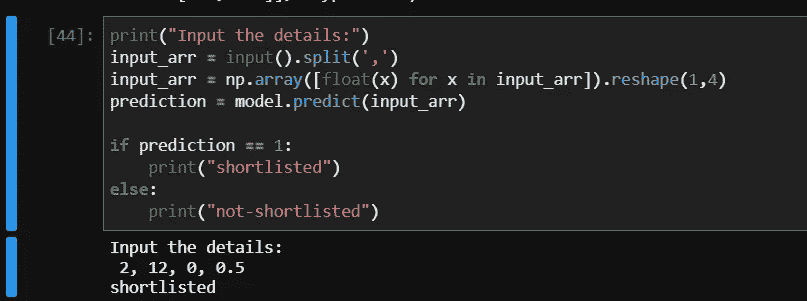 [44]: print("Input the details:")
input_arr = input().split(',')
input_arr = np.array([float(x) for x in input_arr]).reshape(1,4)
prediction = model.predict(input_arr)
if prediction == 1:
    print("shortlisted")
else:
    print("not-shortlisted")
Input the details:
 2, 12, 0, 0.5
shortlisted